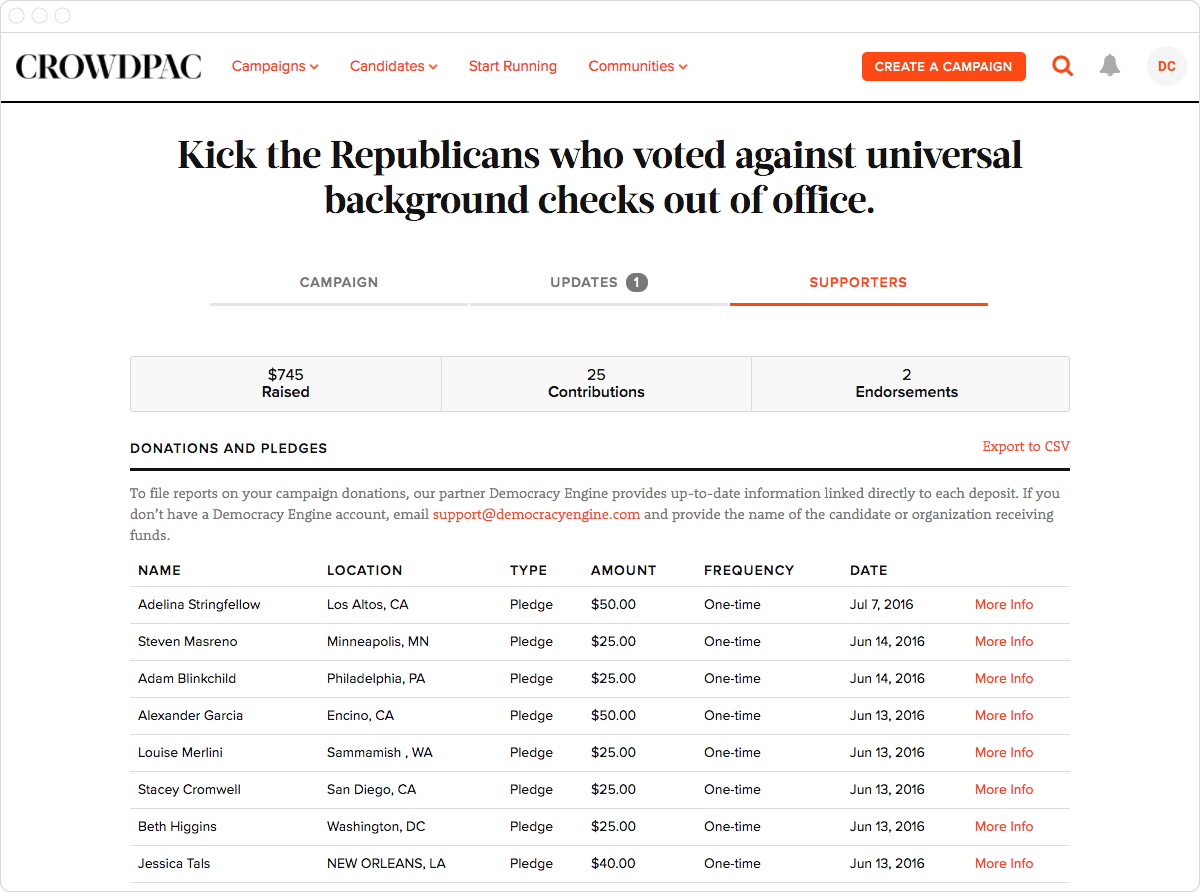 CROWDPAC Campaigns Candidates Start Running Communities CREATE A CAMPAIGN DC
Kick the Republicans who voted against universal
background checks out of office.
CAMPAIGN UPDATES 1 SUPPORTERS
$745 25 2
Raised Contributions Endorsements
DONATIONS AND PLEDGES Export to CSV
To file reports on your campaign donations, our partner Democracy Engine provides up-to-date information linked directly to each deposit. If you
don’t have a Democracy Engine account, email support@democracyengine.com and provide the name of the candidate or organization receiving
funds.
NAME LOCATION TYPE AMOUNT FREQUENCY DATE
Adelina Stringfellow Los Altos, CA Pledge $50.00 One-time Jul 7, 2016 More Info
Steven Masreno Minneapolis, MN Pledge $25.00 One-time Jun 14, 2016 More Info
Adam Blinkchild Philadelphia, PA Pledge $25.00 One-time Jun 14, 2016 More Info
Alexander Garcia Encino, CA Pledge $50.00 One-time Jun 13, 2016 More Info
Louise Merlini Sammamish , WA Pledge $25.00 One-time Jun 13, 2016 More Info
Stacey Cromwell San Diego, CA Pledge $25.00 One-time Jun 13, 2016 More Info
Beth Higgins Washington, DC Pledge $25.00 One-time Jun 13, 2016 More Info
Jessica Tals NEW ORLEANS, LA Pledge $40.00 One-time Jun 13, 2016 More Info